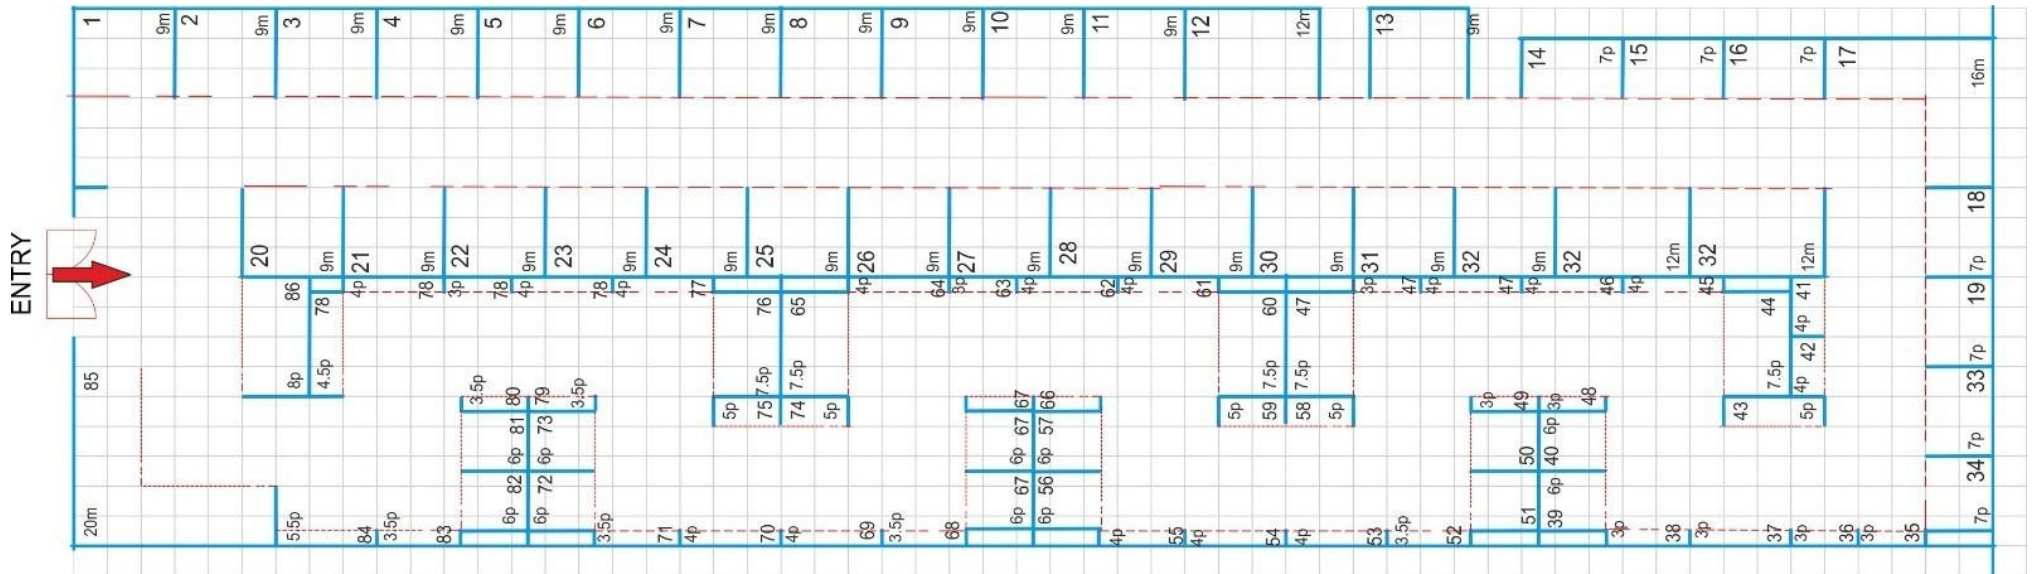 1 9m 2 9m 3 9m 4 9m 5 9m 6 9m 7 9m 8 9m 9 9m 10 9m 11 9m 12 12m 13 9m
14 7p 15 7p 16 7p 17 16m
ENTRY
20 9m 21 9m 22 9m 23 9m 24 9m 25 9m 26 9m 27 9m 28 9m 29 9m 30 9m 31 9m 32 9m 32 12m 32 12m 18 7p
86 78 4p 78 3p 78 4p 78 4p 77 76 65 4p 64 3p 63 4p 62 4p 61 60 47 3p 47 4p 47 4p 46 4p 45 44 41 19
4p 42 7p
85 8p 4.5p 7.5p 7.5p 7.5p 7.5p 7.5p 4p 33
3.5p 80 79 3.5p 5p 75 74 5p 67 66 5p 59 58 5p 3p 49 3p 48 43 5p
81 73 67 57 6p
6p 6p 6p 6p 50 40 7p
82 72 67 56 6p 34
20m 5.5p 84 3.5p 83 6p 6p 3.5p 71 4p 70 4p 69 3.5p 68 6p 6p 4p 55 4p 54 4p 53 3.5p 52 51 39 3p 38 3p 37 3p 36 3p 35 7p